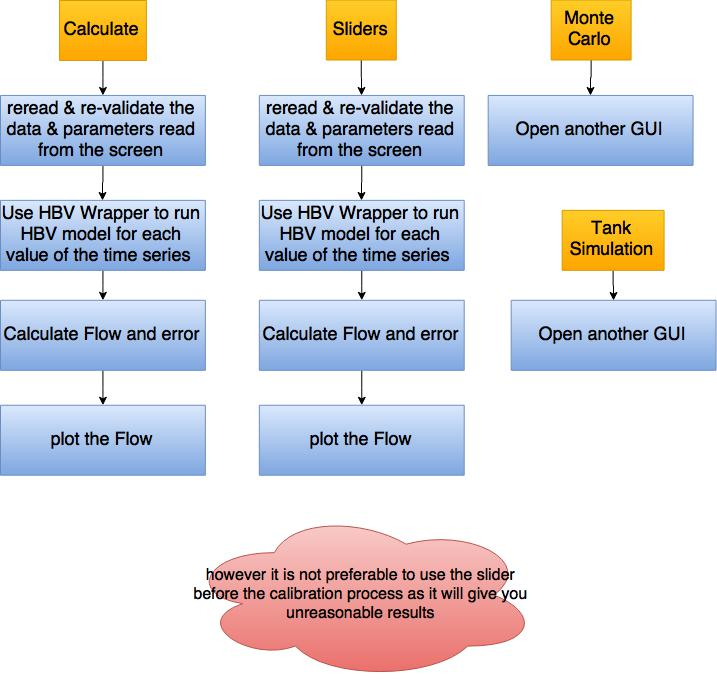 Calculate
reread & re-validate the
data & parameters read
from the screen
Use HBV Wrapper to run
HBV model for each
value of the time series
Calculate Flow and error
plot the Flow
Sliders
reread & re-validate the
data & parameters read
from the screen
Use HBV Wrapper to run
HBV model for each
value of the time series
Calculate Flow and error
plot the Flow
Monte
Carlo
Open another GUI
Tank
Simulation
Open another GUI
however it is not preferable to use the slider
before the calibration process as it will give you
unreasonable results